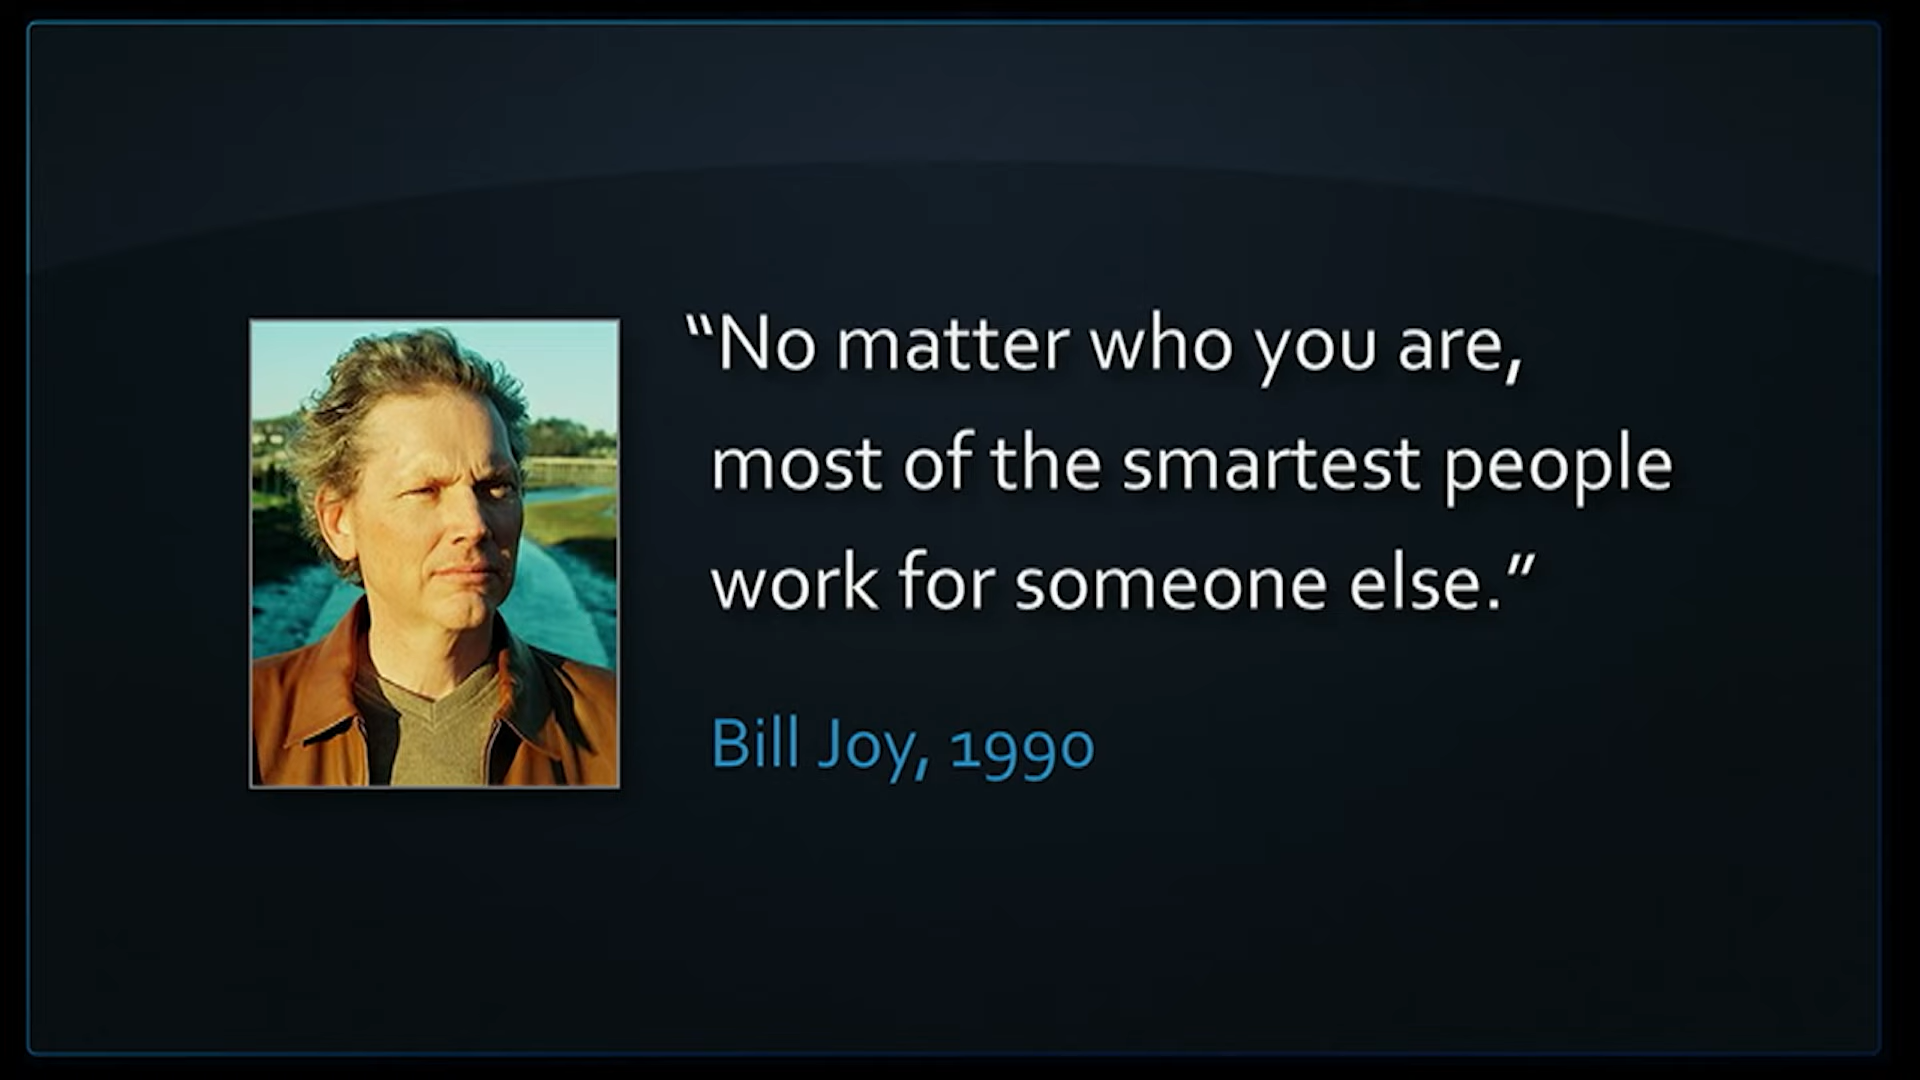 “No matter who you are,
most of the smartest people
work for someone else.”
Bill Joy, 1990